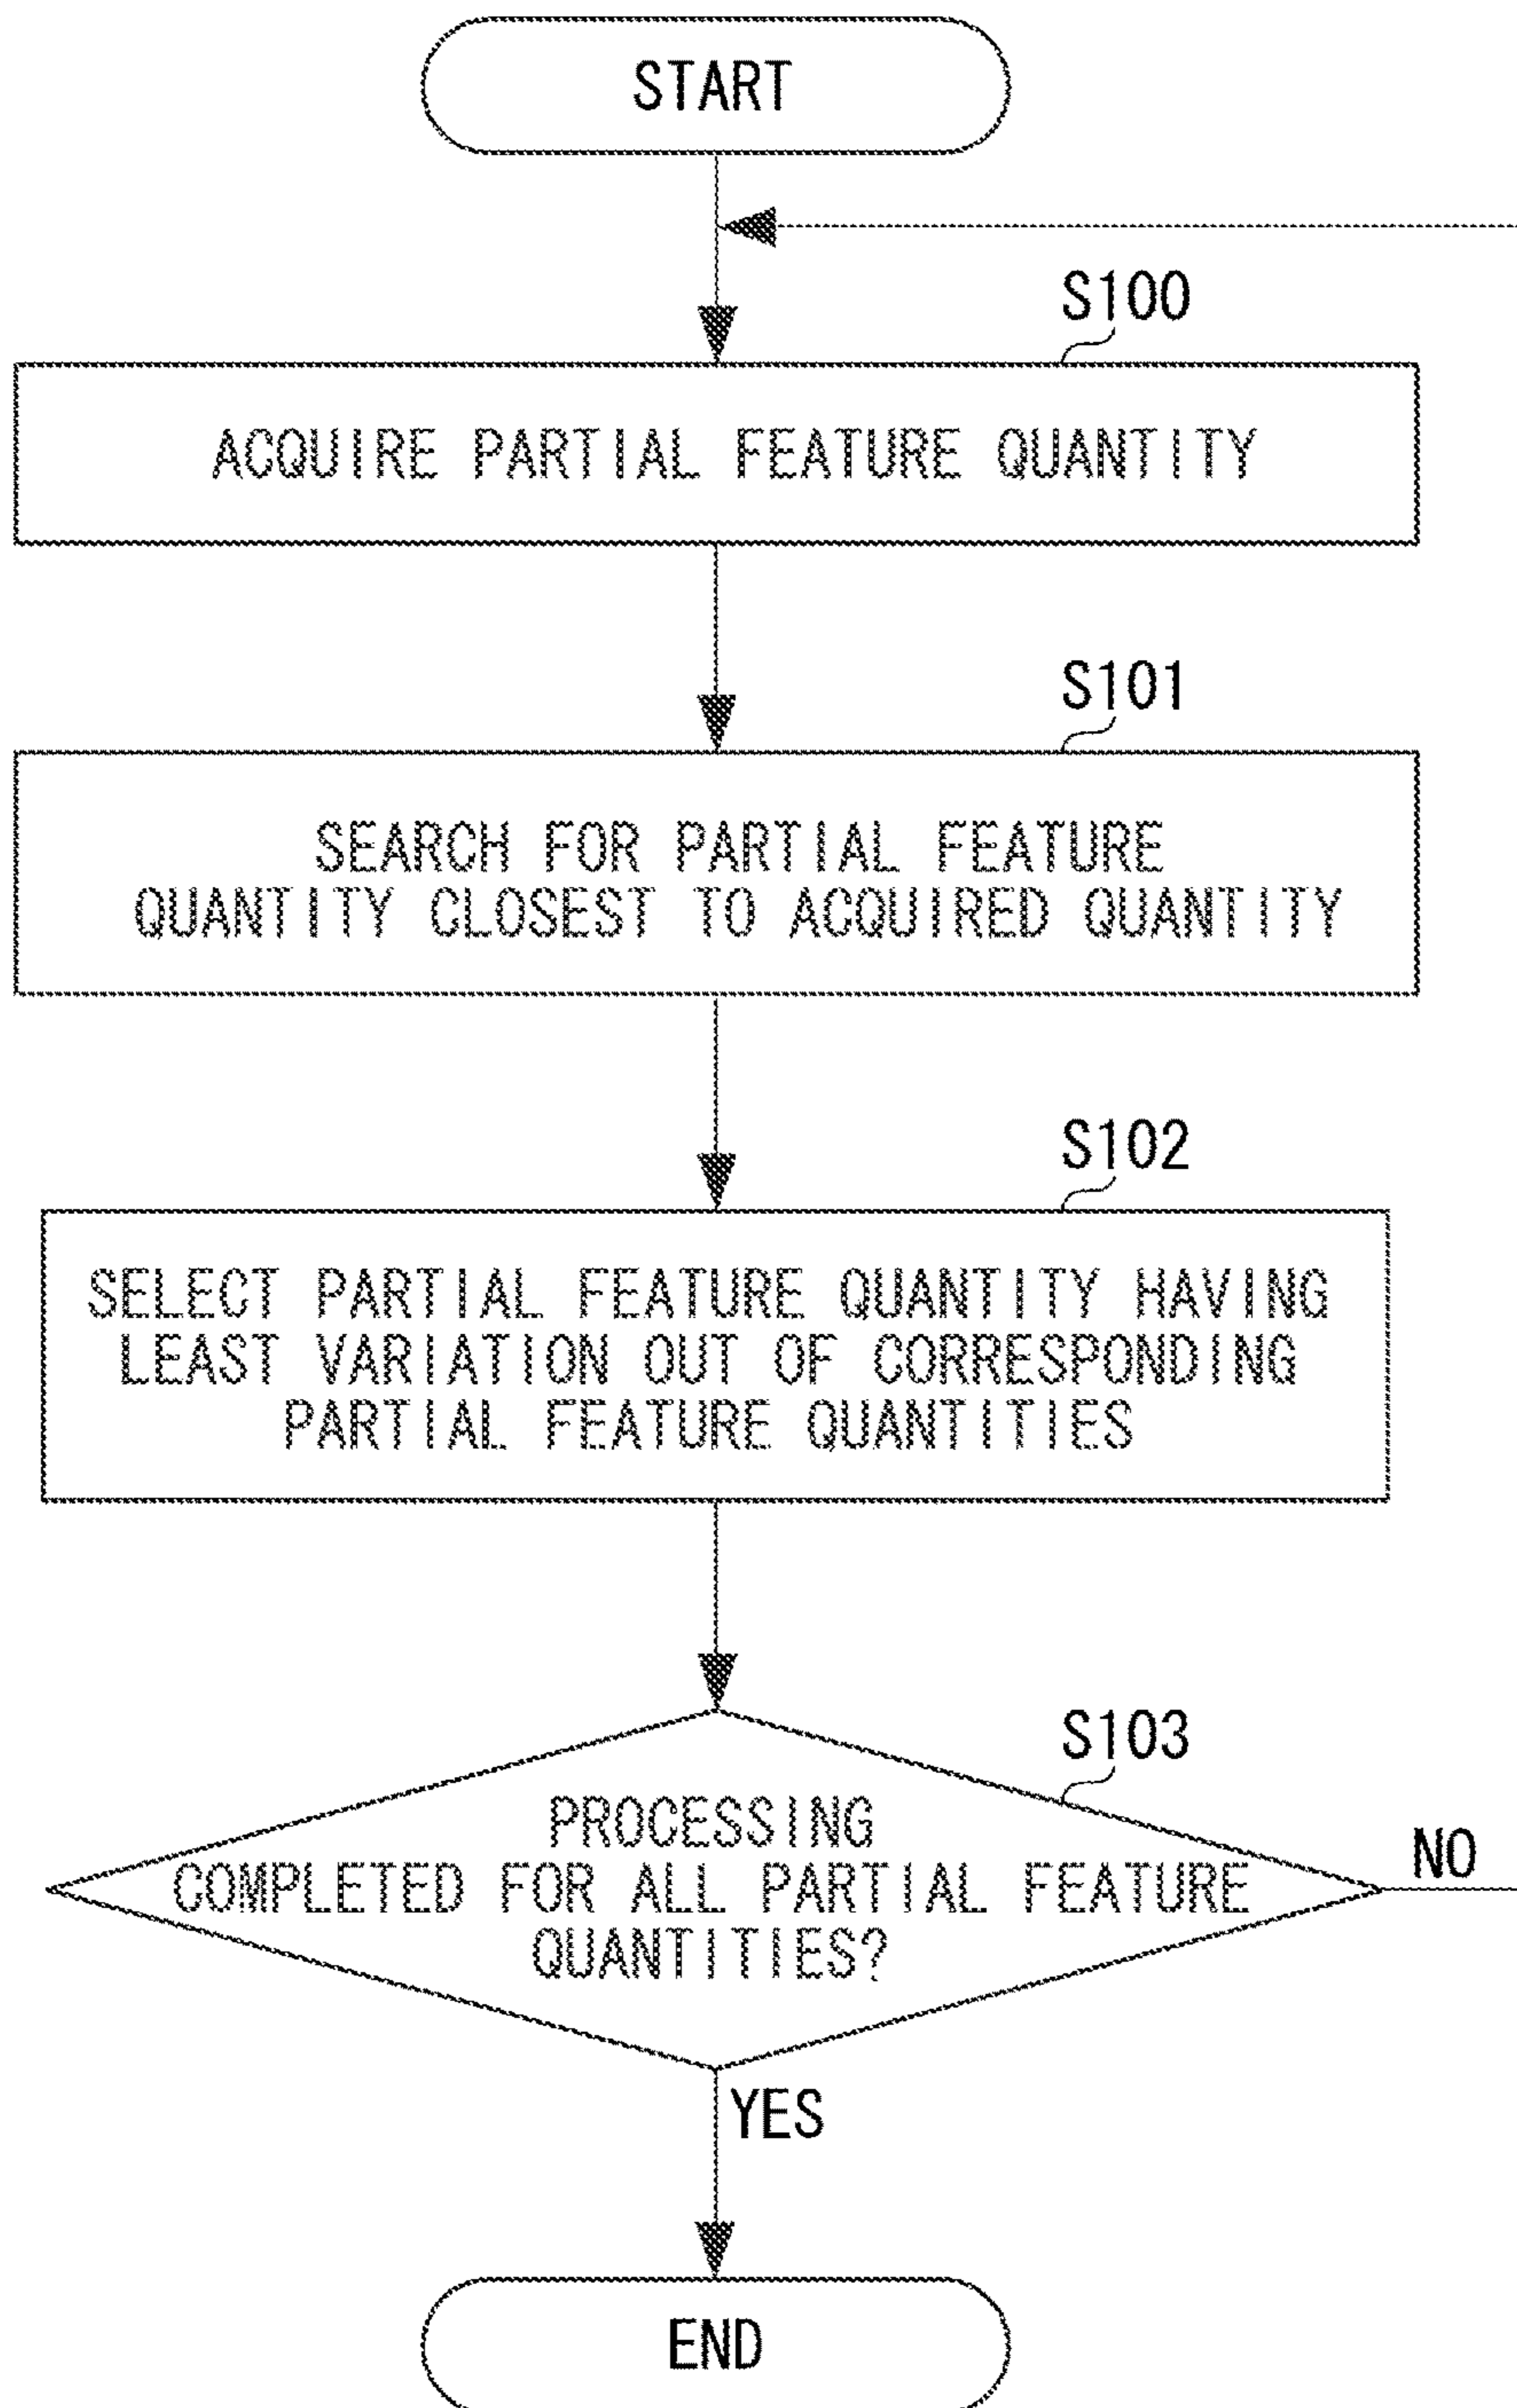 START
S100
ACQUIRE PARTIAL FEATURE QUANTITY
S101
SEARCH FOR PARTIAL FEATURE
QUANTITY CLOSEST TO ACQUIRED QUANTITY
S102
SELECT PARTIAL FEATURE QUANTITY HAVING
LEAST VARIATION OUT OF CORRESPONDING
PARTIAL FEATURE QUANTITIES
S103
PROCESSING
COMPLETED FOR ALL PARTIAL FEATURE
QUANTITIES?
NO
YES
END